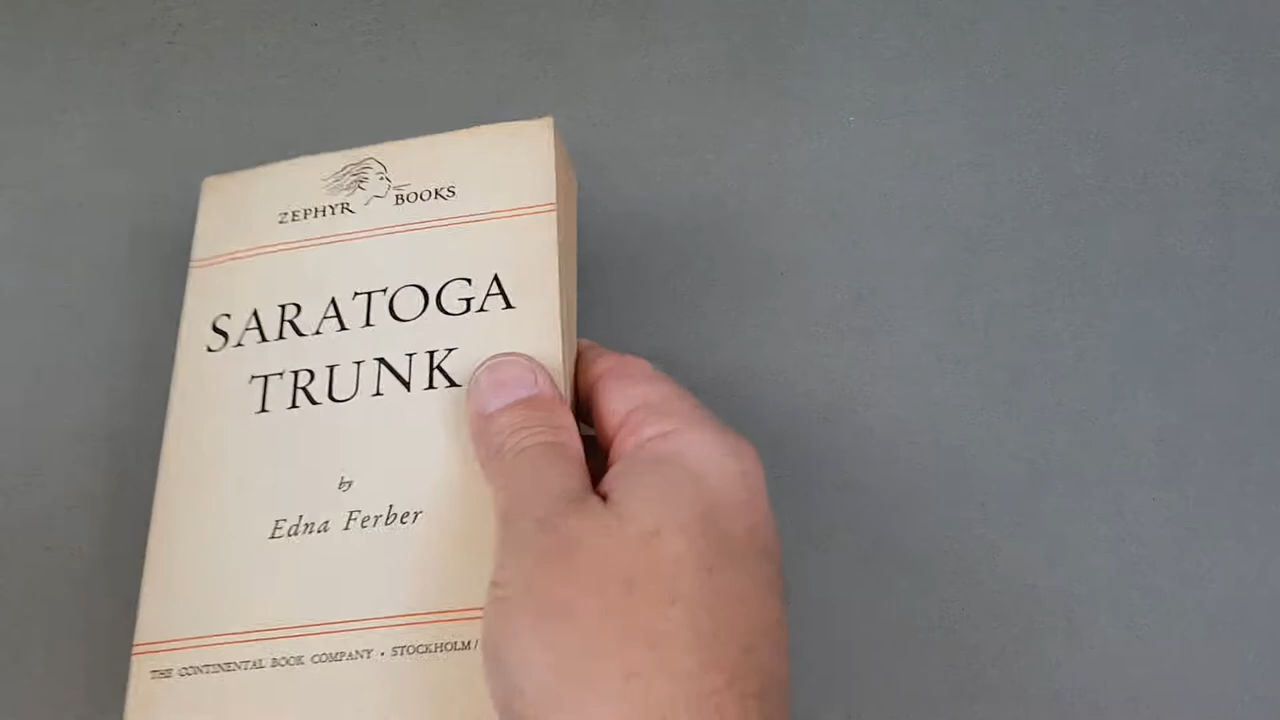 ZEPHYR BOOKS
SARATOGA
TRUNK
by
Edna Ferber
THE CONTINENTAL BOOK COMPANY • STOCKHOLM/